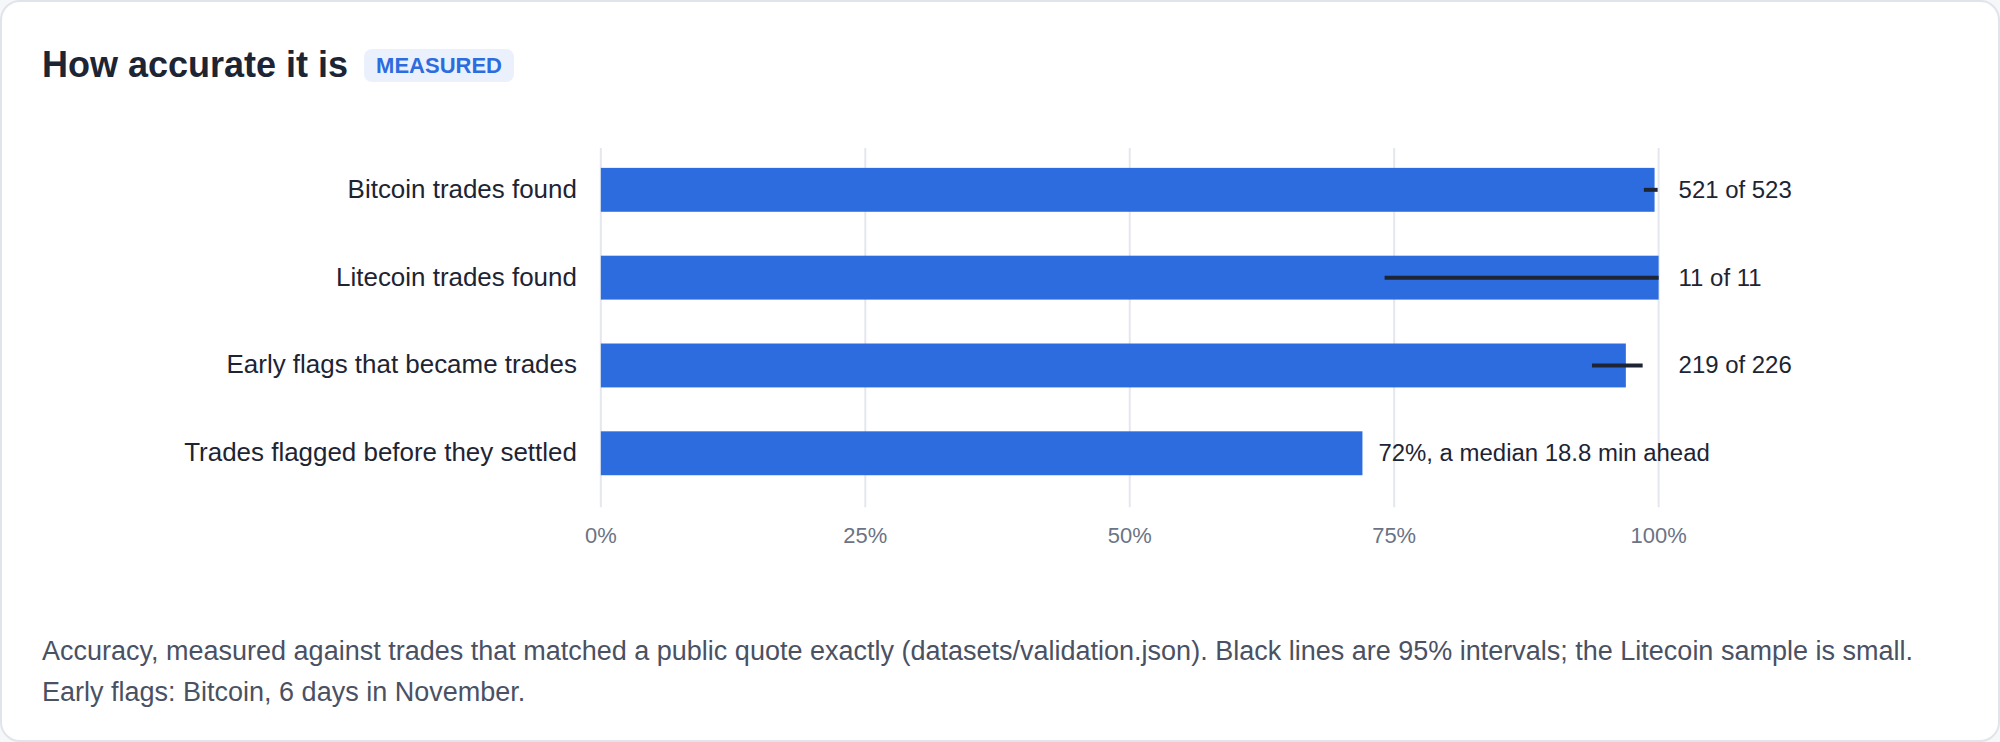 How accurate it is MEASURED
Bitcoin trades found 521 of 523
Litecoin trades found 11 of 11
Early flags that became trades 219 of 226
Trades flagged before they settled 72%, a median 18.8 min ahead
0% 25% 50% 75% 100%
Accuracy, measured against trades that matched a public quote exactly (datasets/validation.json). Black lines are 95% intervals; the Litecoin sample is small.
Early flags: Bitcoin, 6 days in November.